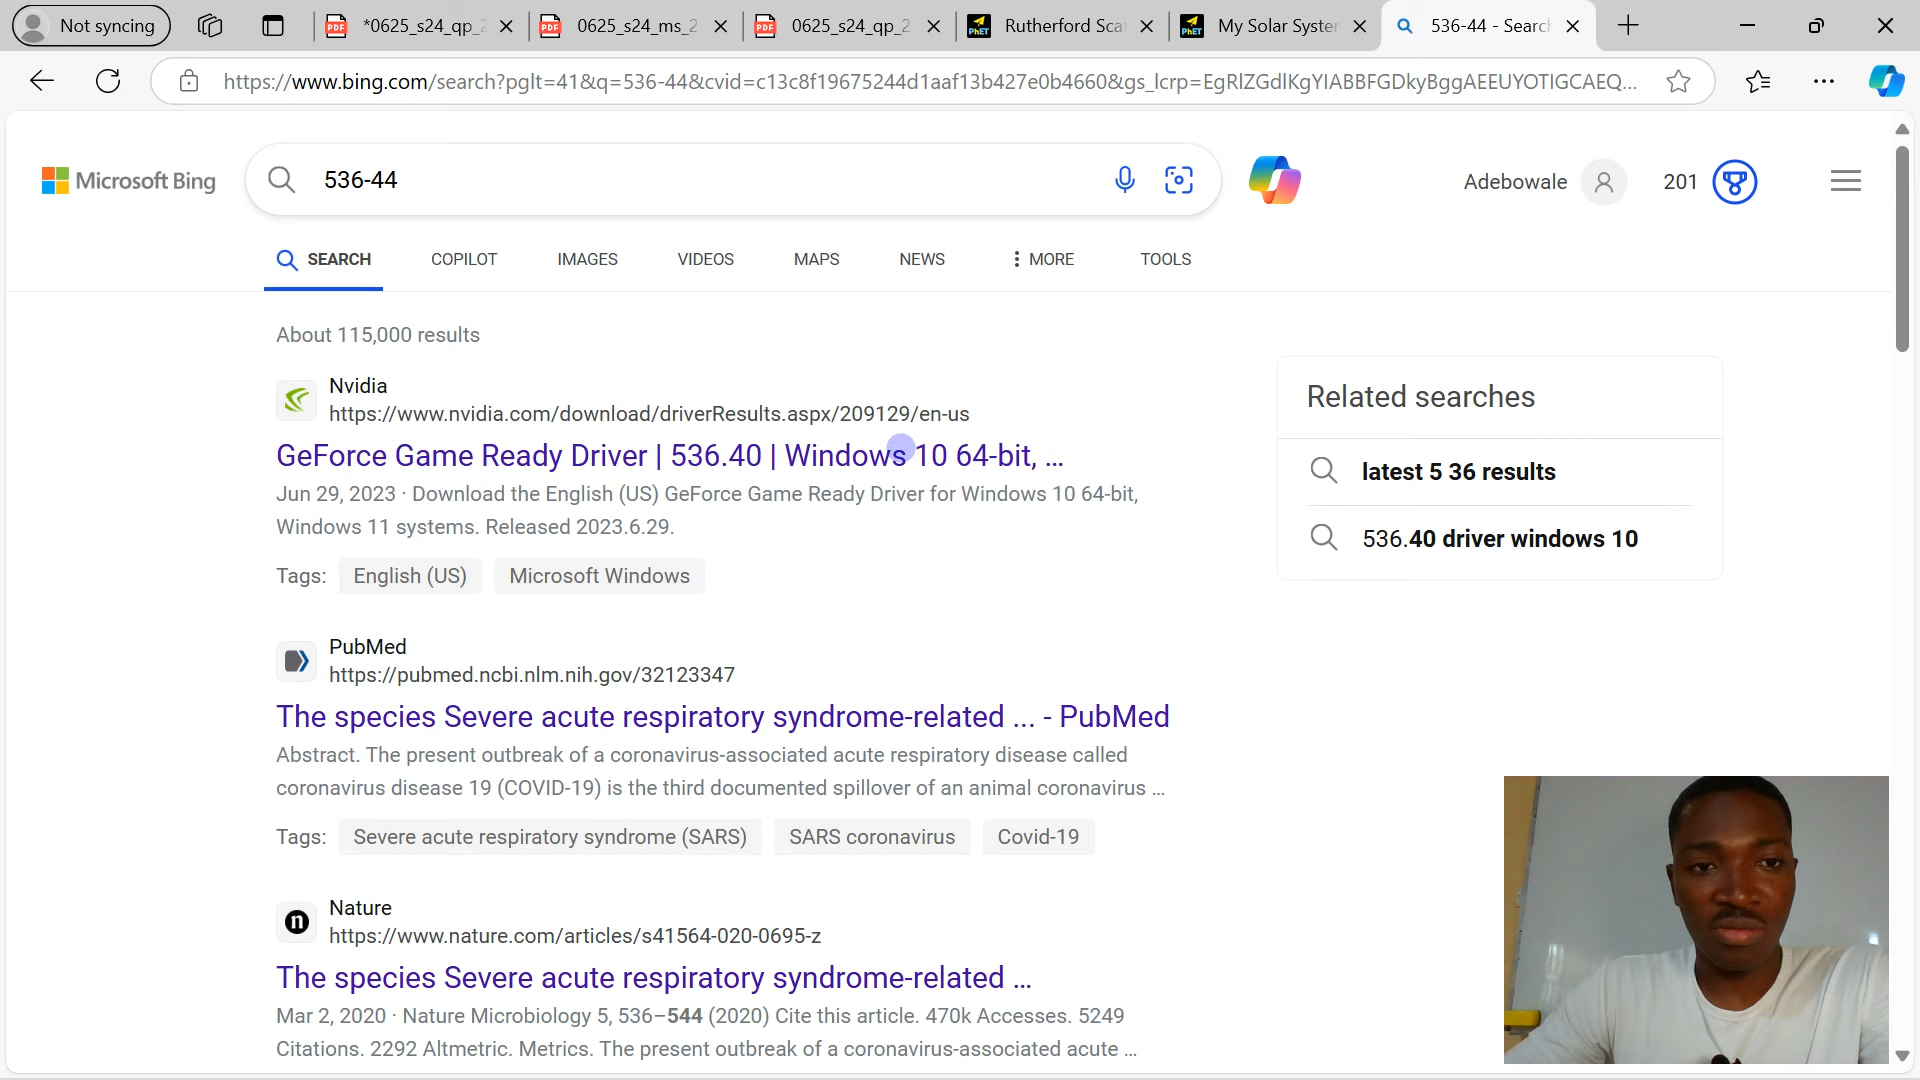 Not syncing
*0625_s24_qp_2
0625_s24_ms_2
0625_s24_qp_2
Rutherford Sca
My Solar System
536-44 - Search
https://www.bing.com/search?pglt=41&q=536-44&cvid=c13c8f19675244d1aaf13b427e0b4660&gs_lcrp=EgRlZGdlKgYIABBFGDkyBggAEEUYOTIGCAEQ...
Microsoft Bing
536-44
Adebowale
201
SEARCH
COPILOT
IMAGES
VIDEOS
MAPS
NEWS
MORE
TOOLS
About 115,000 results
Nvidia
https://www.nvidia.com/download/driverResults.aspx/209129/en-us
GeForce Game Ready Driver | 536.40 | Windows 10 64-bit, ...
Jun 29, 2023 · Download the English (US) GeForce Game Ready Driver for Windows 10 64-bit,
Windows 11 systems. Released 2023.6.29.
Tags: English (US) Microsoft Windows
PubMed
https://pubmed.ncbi.nlm.nih.gov/32123347
The species Severe acute respiratory syndrome-related ... - PubMed
Abstract. The present outbreak of a coronavirus-associated acute respiratory disease called
coronavirus disease 19 (COVID-19) is the third documented spillover of an animal coronavirus ...
Tags: Severe acute respiratory syndrome (SARS) SARS coronavirus Covid-19
n
Nature
https://www.nature.com/articles/s41564-020-0695-z
The species Severe acute respiratory syndrome-related ...
Mar 2, 2020 · Nature Microbiology 5, 536–544 (2020) Cite this article. 470k Accesses. 5249
Citations. 2292 Altmetric. Metrics. The present outbreak of a coronavirus-associated acute ...
Related searches
latest 5 36 results
536.40 driver windows 10